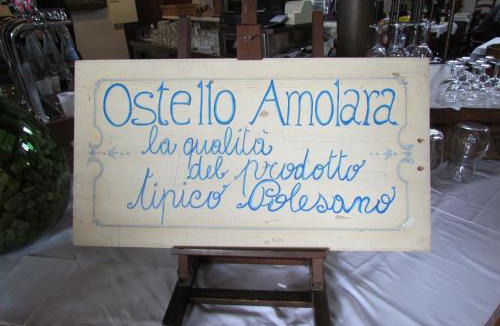 Ostello Amolara
la qualità
del prodotto
tipico Polesano